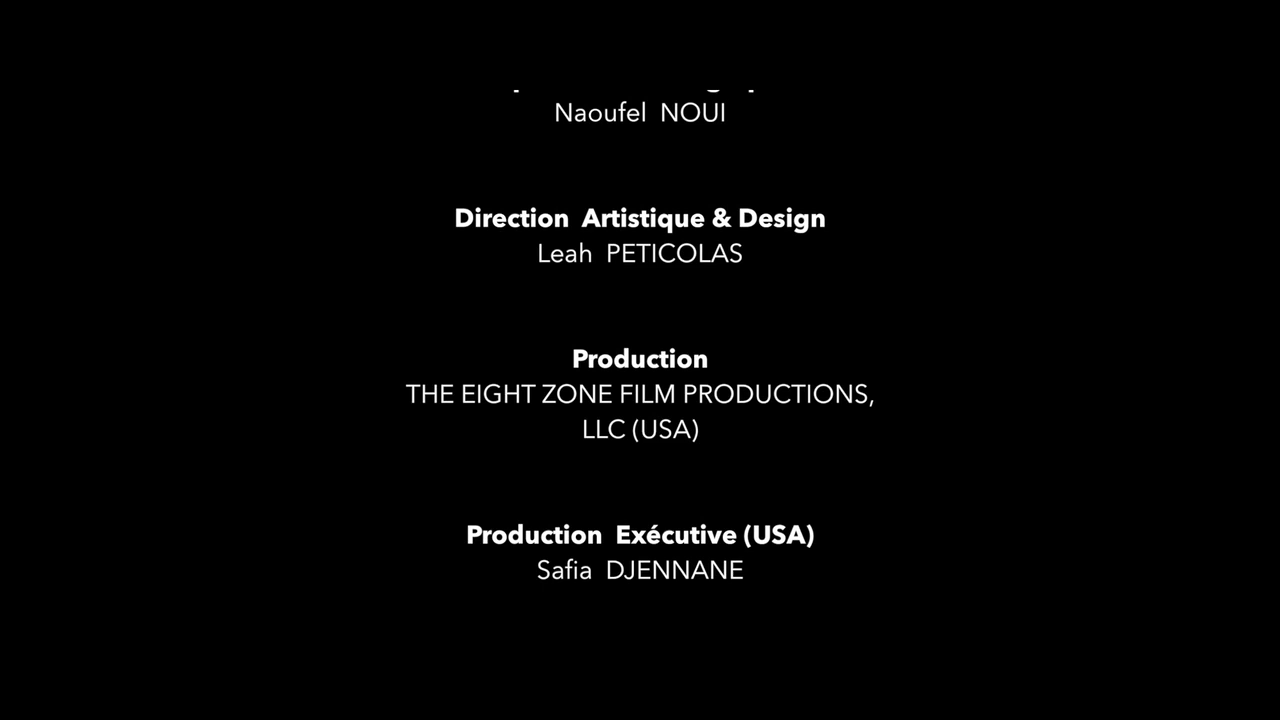 Naoufel NOUI
Direction Artistique & Design
Leah PETICOLAS
Production
THE EIGHT ZONE FILM PRODUCTIONS,
LLC (USA)
Production Exécutive (USA)
Safia DJENNANE